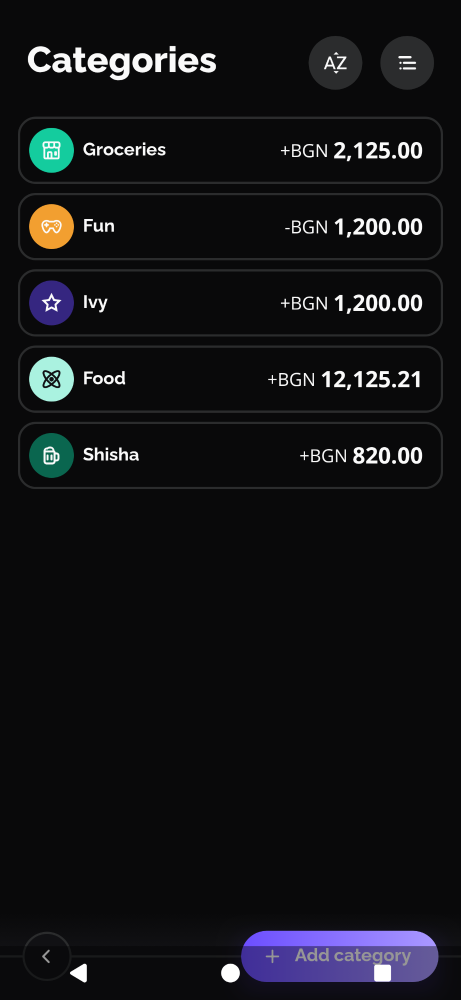 Categories
AZ
Groceries +BGN 2,125.00
Fun -BGN 1,200.00
Ivy +BGN 1,200.00
Food +BGN 12,125.21
Shisha +BGN 820.00
Add category